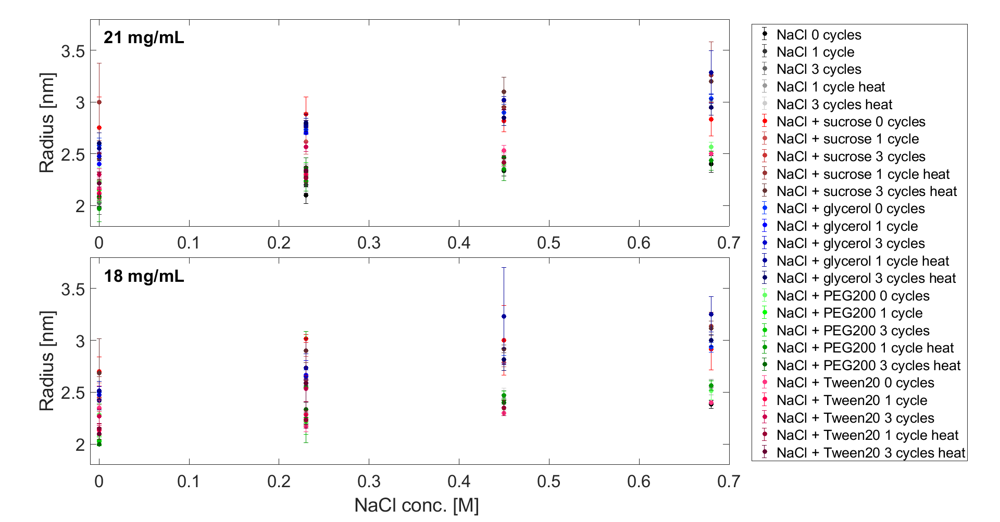 21 mg/mL
3.5
3
2.5
2
Radius [nm]
0 0.1 0.2 0.3 0.4 0.5 0.6 0.7
18 mg/mL
3.5
3
2.5
2
Radius [nm]
0 0.1 0.2 0.3 0.4 0.5 0.6 0.7
NaCl conc. [M]
NaCl 0 cycles
NaCl 1 cycle
NaCl 3 cycles
NaCl 1 cycle heat
NaCl 3 cycles heat
NaCl + sucrose 0 cycles
NaCl + sucrose 1 cycle
NaCl + sucrose 3 cycles
NaCl + sucrose 1 cycle heat
NaCl + sucrose 3 cycles heat
NaCl + glycerol 0 cycles
NaCl + glycerol 1 cycle
NaCl + glycerol 3 cycles
NaCl + glycerol 1 cycle heat
NaCl + glycerol 3 cycles heat
NaCl + PEG200 0 cycles
NaCl + PEG200 1 cycle
NaCl + PEG200 3 cycles
NaCl + PEG200 1 cycle heat
NaCl + PEG200 3 cycles heat
NaCl + Tween20 0 cycles
NaCl + Tween20 1 cycle
NaCl + Tween20 3 cycles
NaCl + Tween20 1 cycle heat
NaCl + Tween20 3 cycles heat